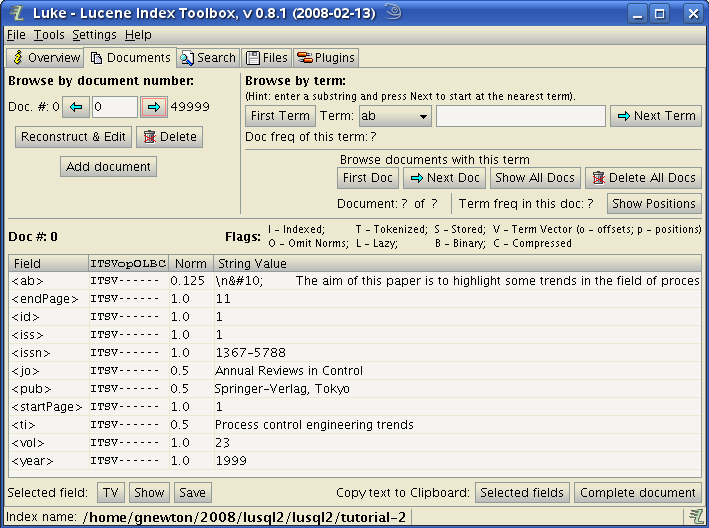 Luke - Lucene Index Toolbox, v 0.8.1 (2008-02-13)
File Tools Settings Help
Overview Documents Search Files Plugins
Browse by document number:
Doc. #: 0 0 49999
Reconstruct & Edit Delete
Add document
Browse by term:
(Hint: enter a substring and press Next to start at the nearest term).
First Term Term: ab Next Term
Doc freq of this term: ?
Browse documents with this term
First Doc Next Doc Show All Docs Delete All Docs
Document: ? of ? Term freq in this doc: ? Show Positions
Doc #: 0 Flags: I - Indexed; T - Tokenized; S - Stored; V - Term Vector (o - offsets; p - positions)
O - Omit Norms; L - Lazy; B - Binary; C - Compressed
Field ITSVopOLBC Norm String Value
<ab> ITSV------ 0.125 \n&#10; The aim of this paper is to highlight some trends in the field of proces
<endPage> ITSV------ 1.0 11
<id> ITSV------ 1.0 1
<iss> ITSV------ 1.0 1
<issn> ITSV------ 1.0 1367-5788
<jo> ITSV------ 0.5 Annual Reviews in Control
<pub> ITSV------ 0.5 Springer-Verlag, Tokyo
<startPage> ITSV------ 1.0 1
<ti> ITSV------ 0.5 Process control engineering trends
<vol> ITSV------ 1.0 23
<year> ITSV------ 1.0 1999
Selected field: TV Show Save Copy text to Clipboard: Selected fields Complete document
Index name: /home/gnewton/2008/lusql2/lusql2/tutorial-2